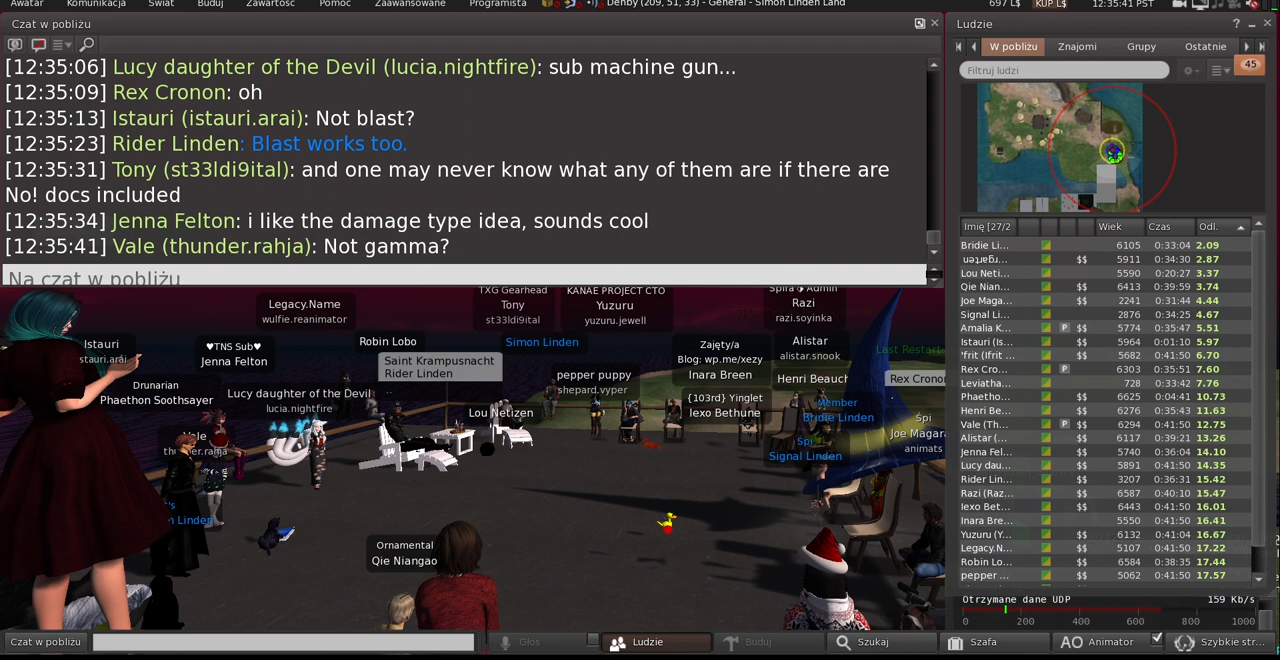 Awatar Komunikacja Świat Buduj Zawartość Pomoc Zaawansowane Programista Denby (209, 51, 33) - General - Simon Linden Land 697 L$ KUP L$ 12:35:41 PST
Czat w pobliżu
[12:35:06] Lucy daughter of the Devil (lucia.nightfire): sub machine gun...
[12:35:09] Rex Cronon: oh
[12:35:13] Istauri (istauri.arai): Not blast?
[12:35:23] Rider Linden: Blast works too.
[12:35:31] Tony (st33ldi9ital): and one may never know what any of them are if there are
No! docs included
[12:35:34] Jenna Felton: i like the damage type idea, sounds cool
[12:35:41] Vale (thunder.rahja): Not gamma?
Na czat w pobliżu
Legacy.Name
wulfie.reanimator
TXG Gearhead
Tony
st33ldi9ital
KANAE PROJECT CTO
Yuzuru
yuzuru.jewell
Spira Admin
Razi
razi.soyinka
Istauri
stauri.arai
♥TNS Sub♥
Jenna Felton
Robin Lobo
Simon Linden
Saint Krampusnacht
Rider Linden
Zajęty/a
Blog: wp.me/xezy
Inara Breen
Alistar
alistar.snook
Last Restart
Drunarian
Phaethon Soothsayer
Lucy daughter of the Devil
lucia.nightfire
pepper puppy
shepard.vyper
Henri Beauch
Rex Cronon
Lou Netizen
{103rd} Yinglet
Iexo Bethune
Member
Bridie Linden
Śpi
Signal Linden
Śpi
Joe Magar
animats
Vale
n Linden
Ornamental
Qie Niangao
Ludzie
W pobliżu Znajomi Grupy Ostatnie
Filtruj ludzi 45
Imię [27/2 Wiek Czas Odl.
Bridie Li... 6105 0:33:04 2.09
$$ 5911 0:34:30 2.87
Lou Neti... 5590 0:20:27 3.37
Qie Nian... $$ 6413 0:39:59 3.74
Joe Maga... $$ 2241 0:31:44 4.44
Signal Li... 2876 0:34:25 4.67
Amalia K... P $$ 5774 0:35:47 5.51
Istauri (Is... $$ 5964 0:01:10 5.97
'frit (Ifrit ... $$ 5682 0:41:50 6.70
Rex Cro... P 6303 0:35:51 7.60
Leviatha... 728 0:33:42 7.76
Phaetho... $$ 6625 0:04:41 10.73
Henri Be... $$ 6276 0:35:43 11.63
Vale (Th... P $$ 6294 0:41:50 12.75
Alistar (... $$ 6117 0:39:21 13.26
Jenna Fel... $$ 5740 0:36:04 14.10
Lucy dau... $$ 5891 0:41:50 14.35
Rider Lin... $$ 3207 0:36:31 15.42
Razi (Raz... $$ 6587 0:40:10 15.47
Iexo Bet... $$ 6443 0:41:50 16.01
Inara Bre... 5550 0:41:50 16.41
Yuzuru (Y... $$ 6132 0:41:04 16.67
Legacy.N... $$ 5107 0:41:50 17.22
Robin Lo... $$ 6584 0:38:35 17.44
pepper ... $$ 5062 0:41:50 17.57
Otrzymane dane UDP 159 Kb/s
0 200 400 600 800 1000
Czat w pobliżu Głos Ludzie Buduj Szukaj Szafa AO Animator Szybkie str...